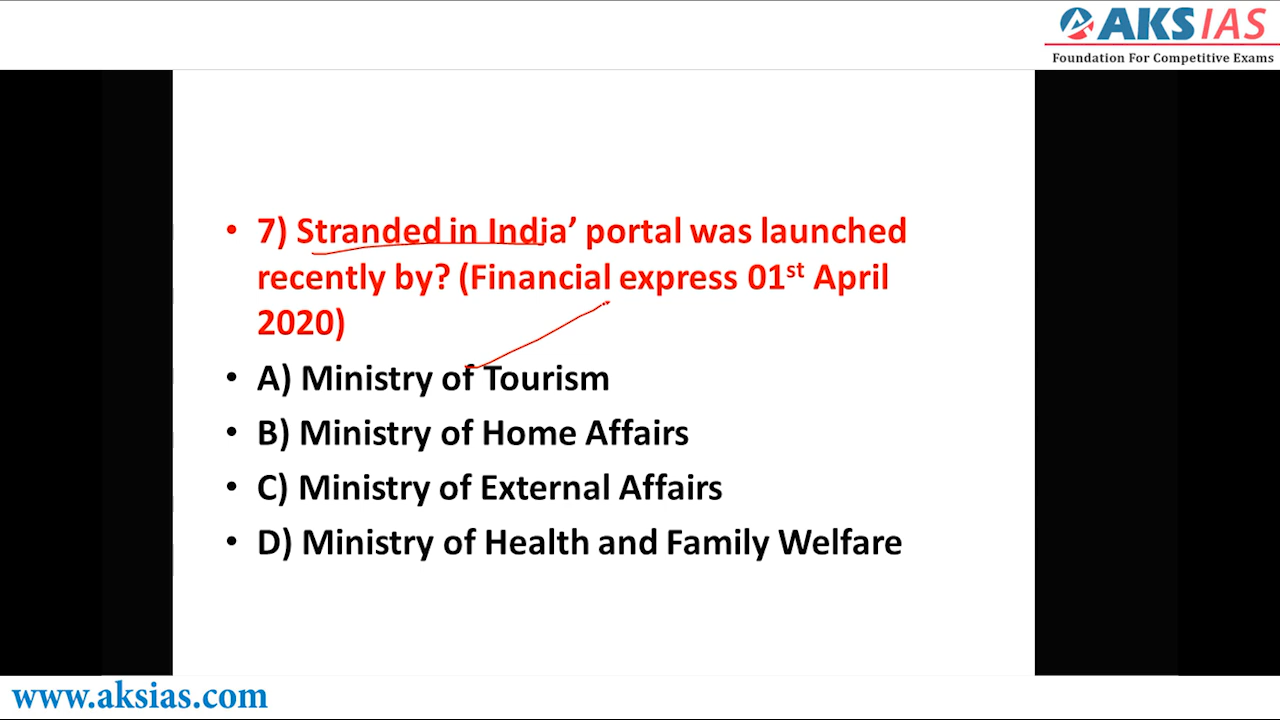 AKS IAS
Foundation For Competitive Exams
• 7) Stranded in India’ portal was launched
recently by? (Financial express 01st April
2020)
• A) Ministry of Tourism
• B) Ministry of Home Affairs
• C) Ministry of External Affairs
• D) Ministry of Health and Family Welfare
www.aksias.com